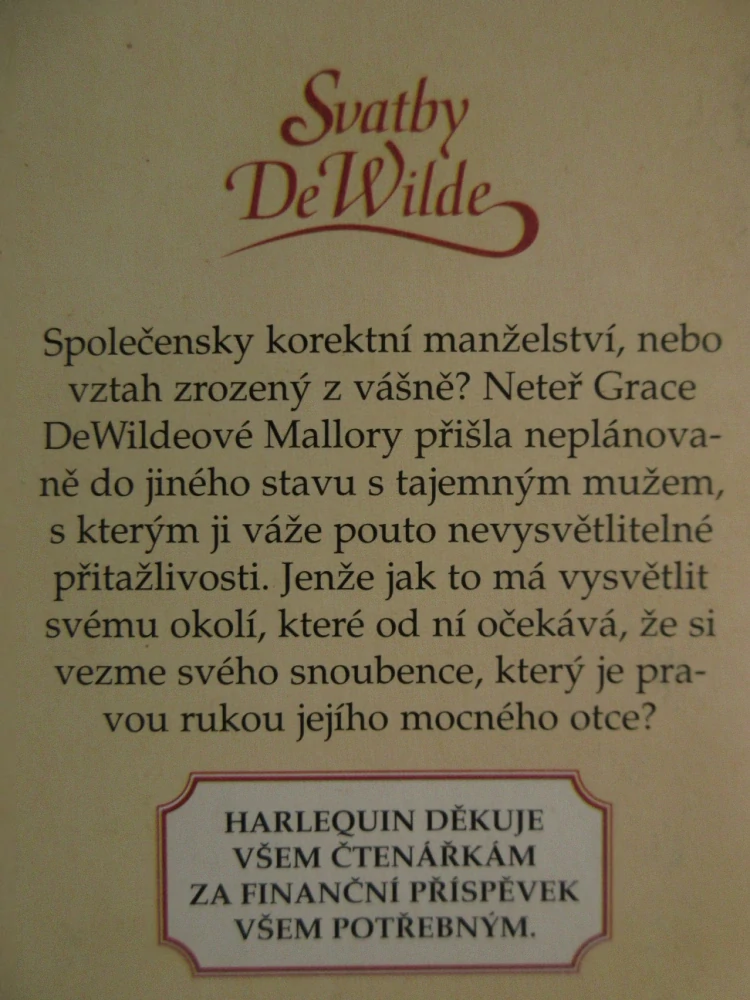 Svatby
DeWilde
Společensky korektní manželství, nebo
vztah zrozený z vášně? Neteř Grace
DeWildeové Mallory přišla neplánova-
ně do jiného stavu s tajemným mužem,
s kterým ji váže pouto nevysvětlitelné
přitažlivosti. Jenže jak to má vysvětlit
svému okolí, které od ní očekává, že si
vezme svého snoubence, který je pra-
vou rukou jejího mocného otce?
HARLEQUIN DĚKUJE
VŠEM ČTENÁŘKÁM
ZA FINANČNÍ PŘÍSPĚVEK
VŠEM POTŘEBNÝM.